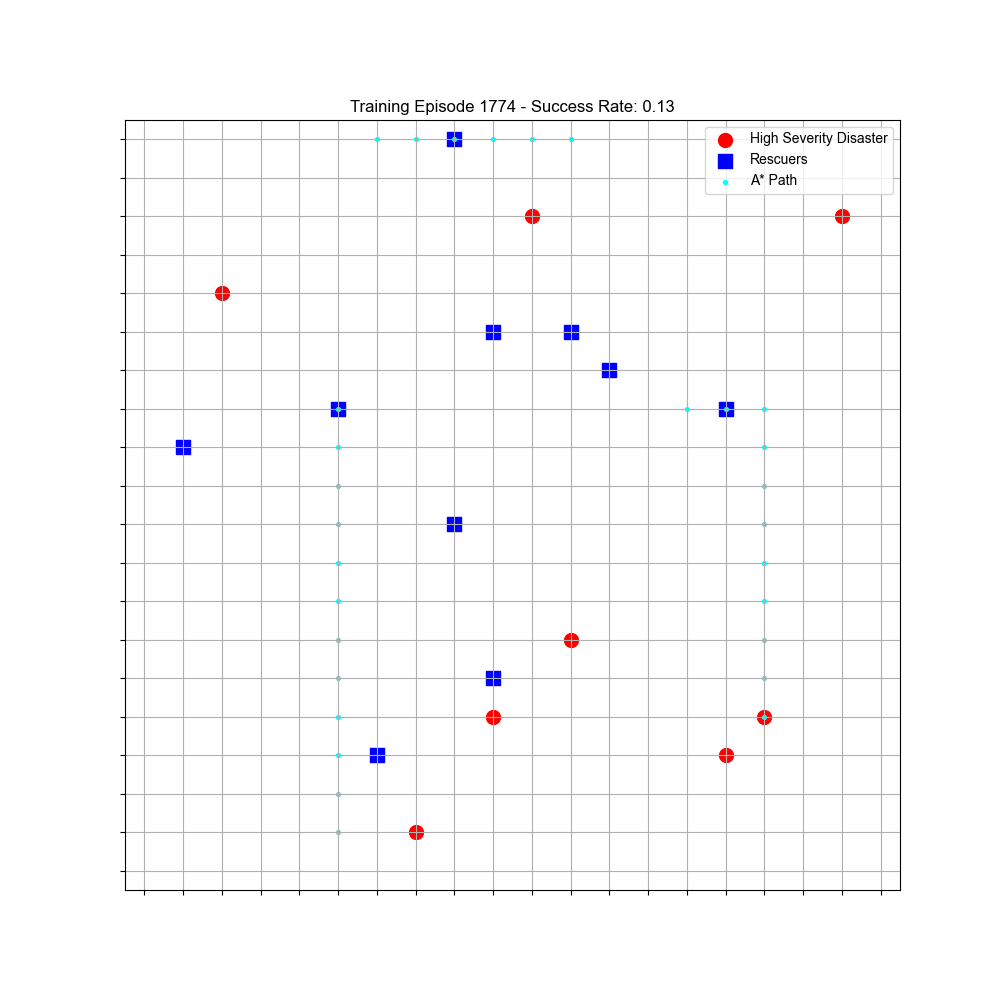 Training Episode 1774 - Success Rate: 0.13
High Severity Disaster
Rescuers
A* Path